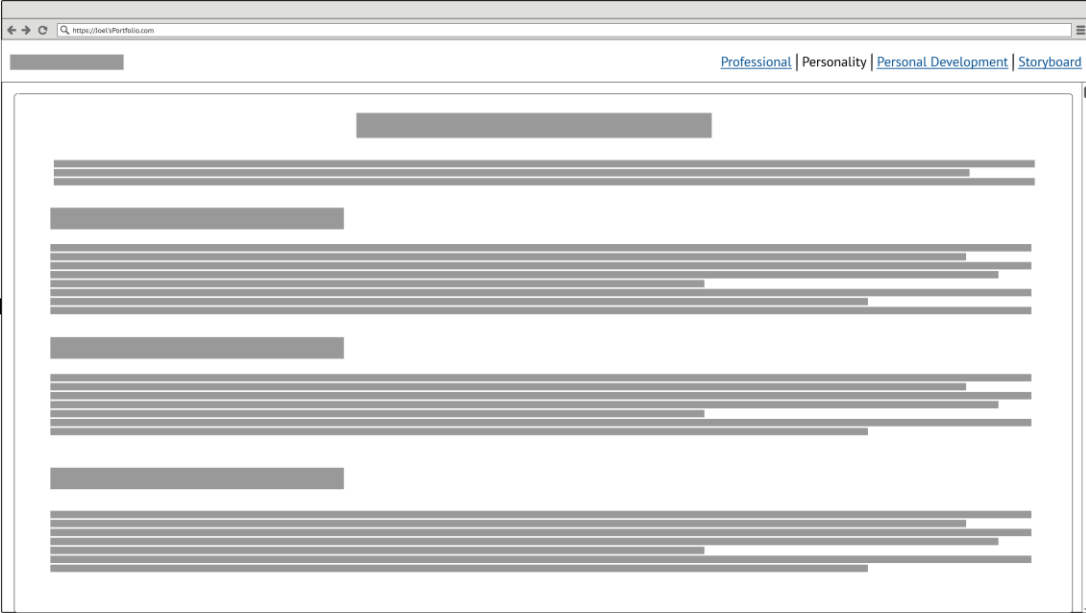 https://Joel'sPortfolio.com
Professional | Personality | Personal Development | Storyboard